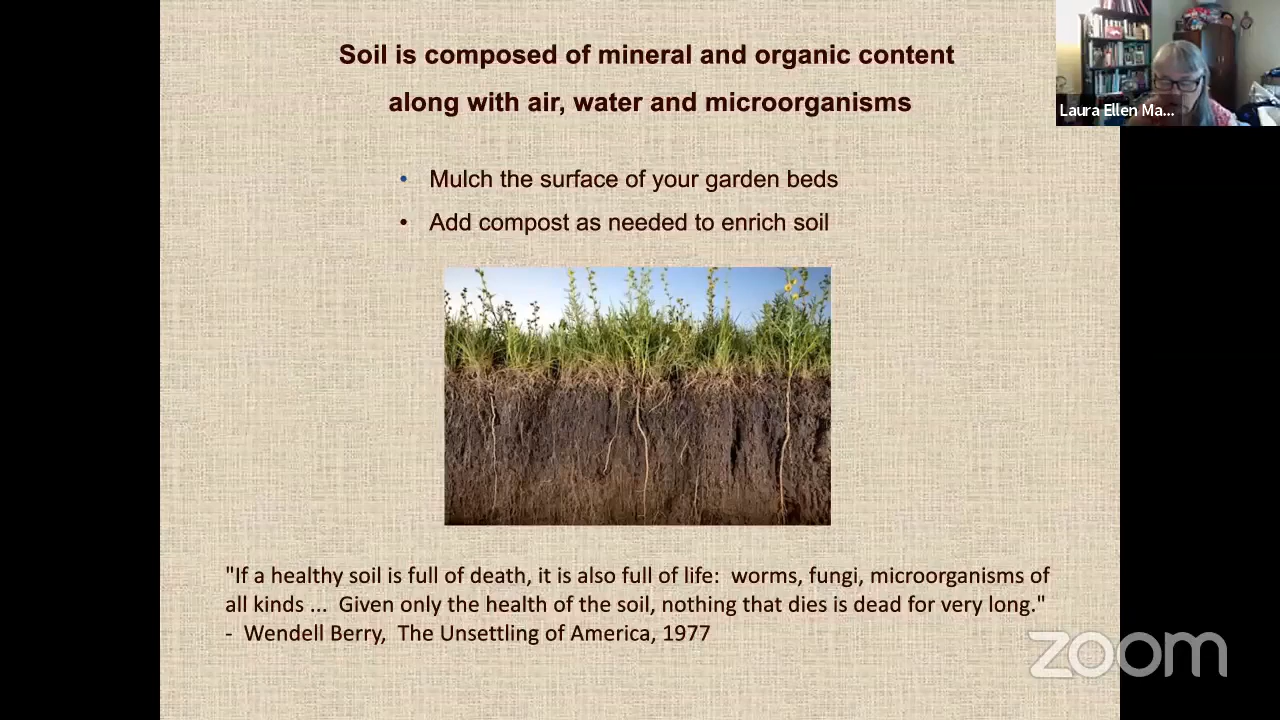 Soil is composed of mineral and organic content
along with air, water and microorganisms
Laura Ellen Ma...
• Mulch the surface of your garden beds
• Add compost as needed to enrich soil
"If a healthy soil is full of death, it is also full of life:  worms, fungi, microorganisms of
all kinds ...  Given only the health of the soil, nothing that dies is dead for very long."
-  Wendell Berry,  The Unsettling of America, 1977
zoom